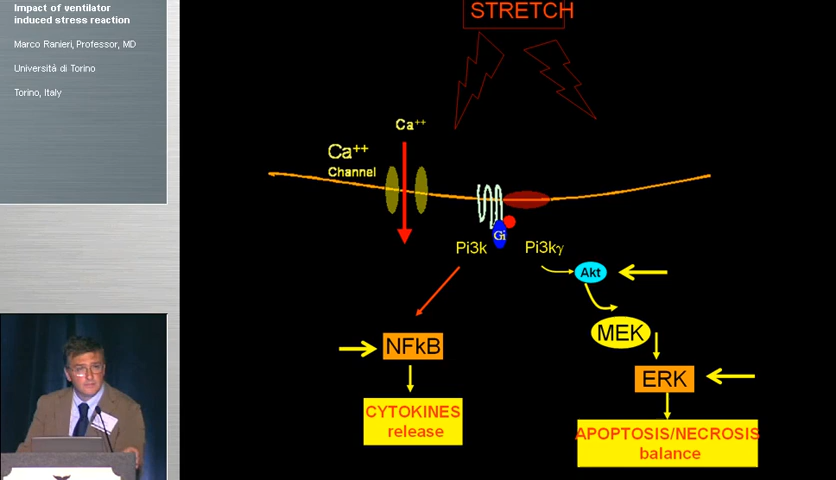 Impact of ventilator
induced stress reaction
Marco Ranieri, Professor, MD
Universitá di Torino
Torino, Italy
STRETCH
Ca++
Ca++
Channel
Gi
Pi3k
Pi3kγ
Akt
MEK
NFkB
ERK
CYTOKINES
release
APOPTOSIS/NECROSIS
balance